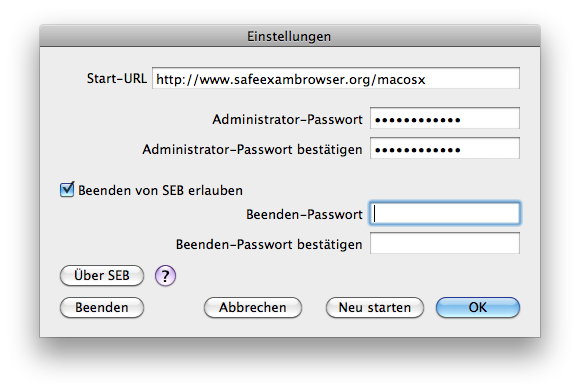 Einstellungen
Start-URL http://www.safeexambrowser.org/macosx
Administrator-Passwort ••••••••••••
Administrator-Passwort bestätigen ••••••••••••
Beenden von SEB erlauben
Beenden-Passwort
Beenden-Passwort bestätigen
Über SEB ?
Beenden Abbrechen Neu starten OK